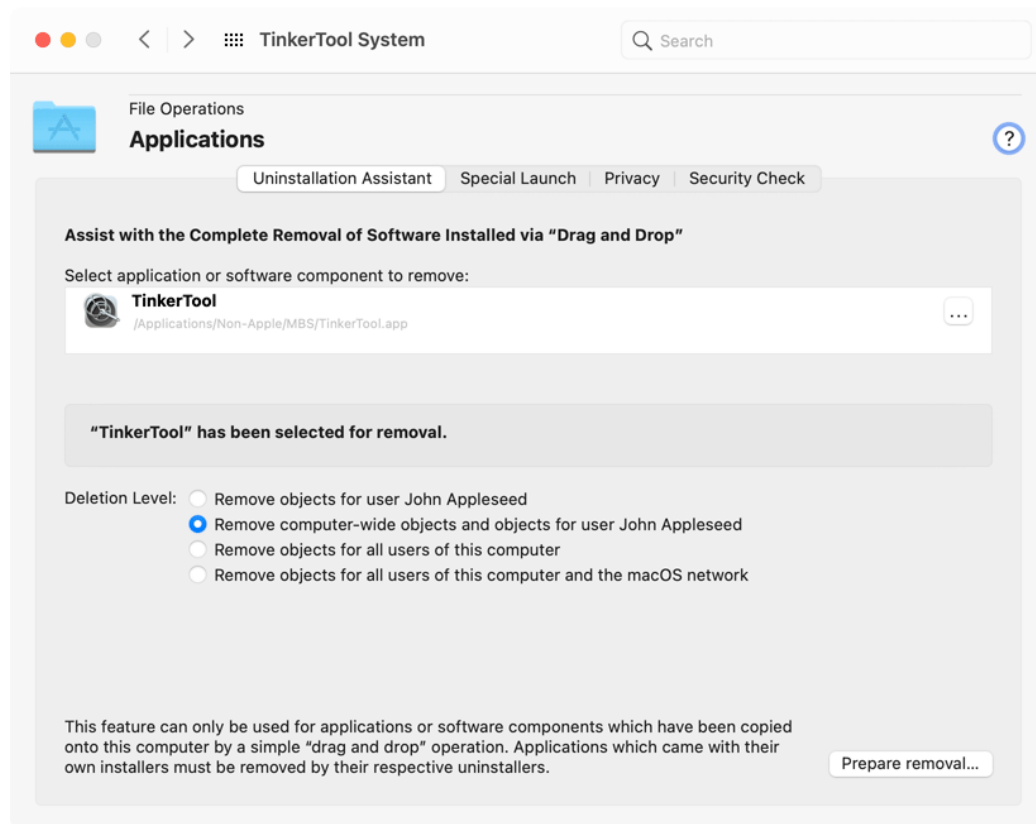 TinkerTool System
Search
File Operations
Applications
?
Uninstallation Assistant
Special Launch
Privacy
Security Check
Assist with the Complete Removal of Software Installed via “Drag and Drop”
Select application or software component to remove:
TinkerTool
/Applications/Non-Apple/MBS/TinkerTool.app
...
“TinkerTool” has been selected for removal.
Deletion Level:
Remove objects for user John Appleseed
Remove computer-wide objects and objects for user John Appleseed
Remove objects for all users of this computer
Remove objects for all users of this computer and the macOS network
This feature can only be used for applications or software components which have been copied
onto this computer by a simple “drag and drop” operation. Applications which came with their
own installers must be removed by their respective uninstallers.
Prepare removal...